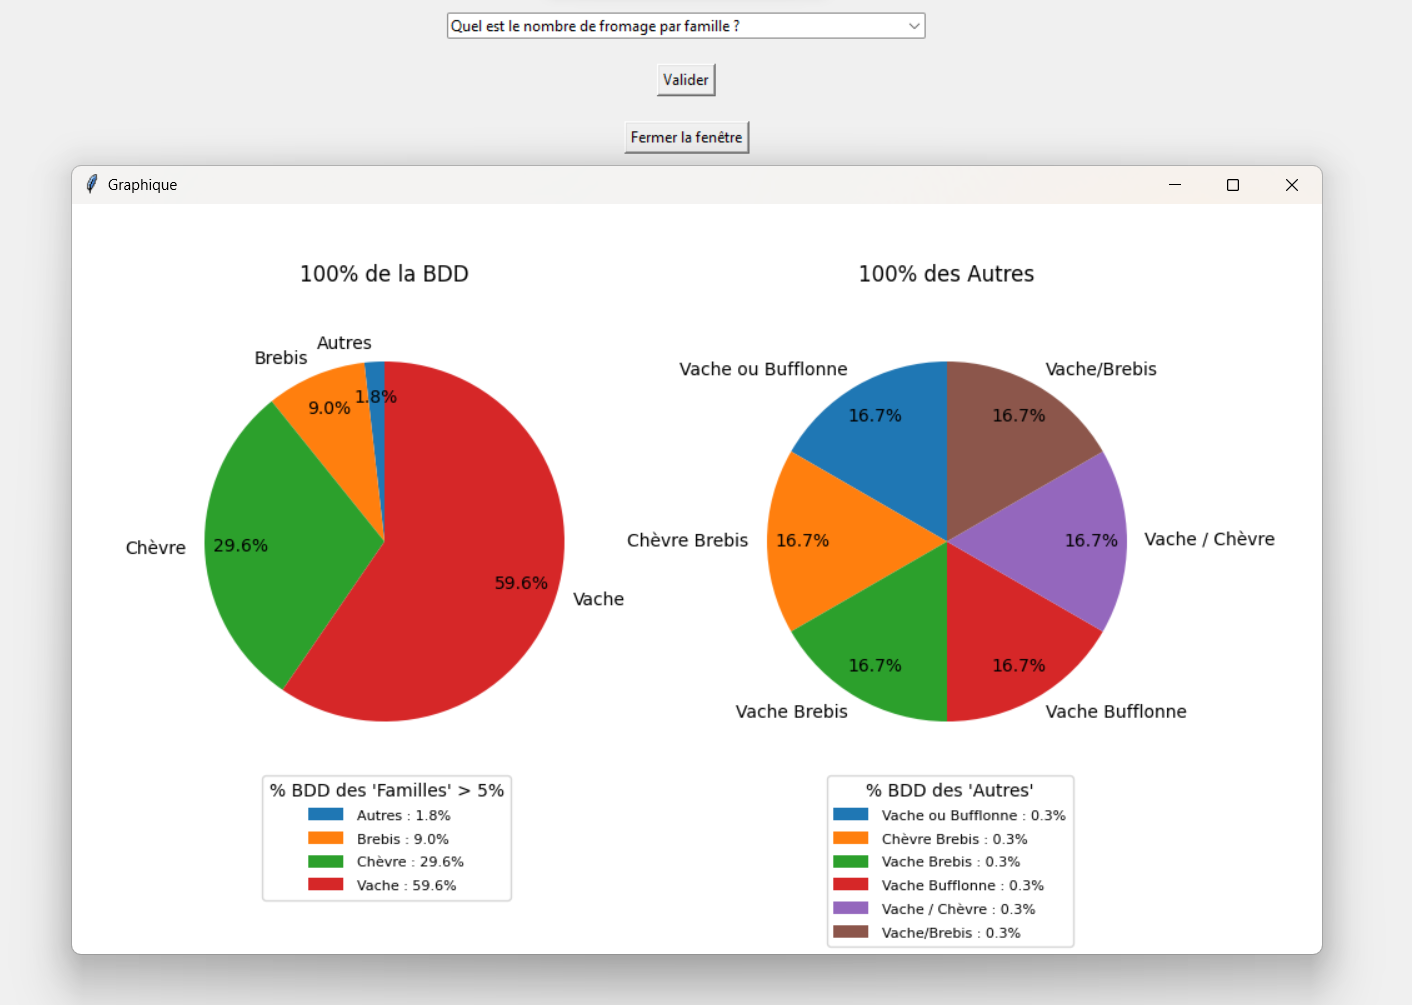 Quel est le nombre de fromage par famille ?
Valider
Fermer la fenêtre
Graphique
100% de la BDD
Autres
Brebis
1.8%
9.0%
Chèvre
29.6%
59.6%
Vache
% BDD des 'Familles' > 5%
Autres : 1.8%
Brebis : 9.0%
Chèvre : 29.6%
Vache : 59.6%
100% des Autres
Vache ou Bufflonne
Vache/Brebis
16.7%
16.7%
Chèvre Brebis
16.7%
16.7%
Vache / Chèvre
16.7%
16.7%
Vache Brebis
Vache Bufflonne
% BDD des 'Autres'
Vache ou Bufflonne : 0.3%
Chèvre Brebis : 0.3%
Vache Brebis : 0.3%
Vache Bufflonne : 0.3%
Vache / Chèvre : 0.3%
Vache/Brebis : 0.3%